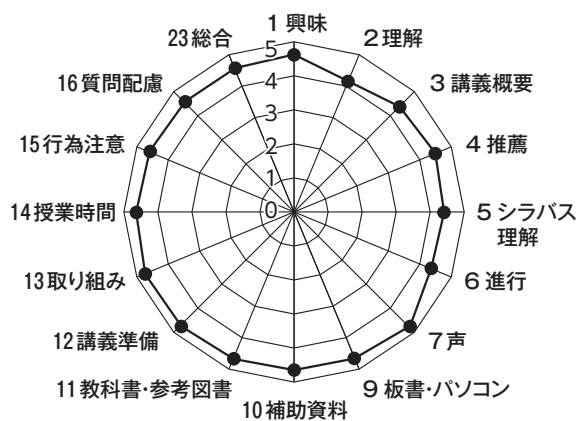 1 興味
2 理解
3 講義概要
4 推薦
5 シラバス
理解
6 進行
7 声
9 板書・パソコン
10 補助資料
11 教科書・参考図書
12 講義準備
13 取り組み
14 授業時間
15 行為注意
16 質問配慮
23 総合
5
4
3
2
1
0